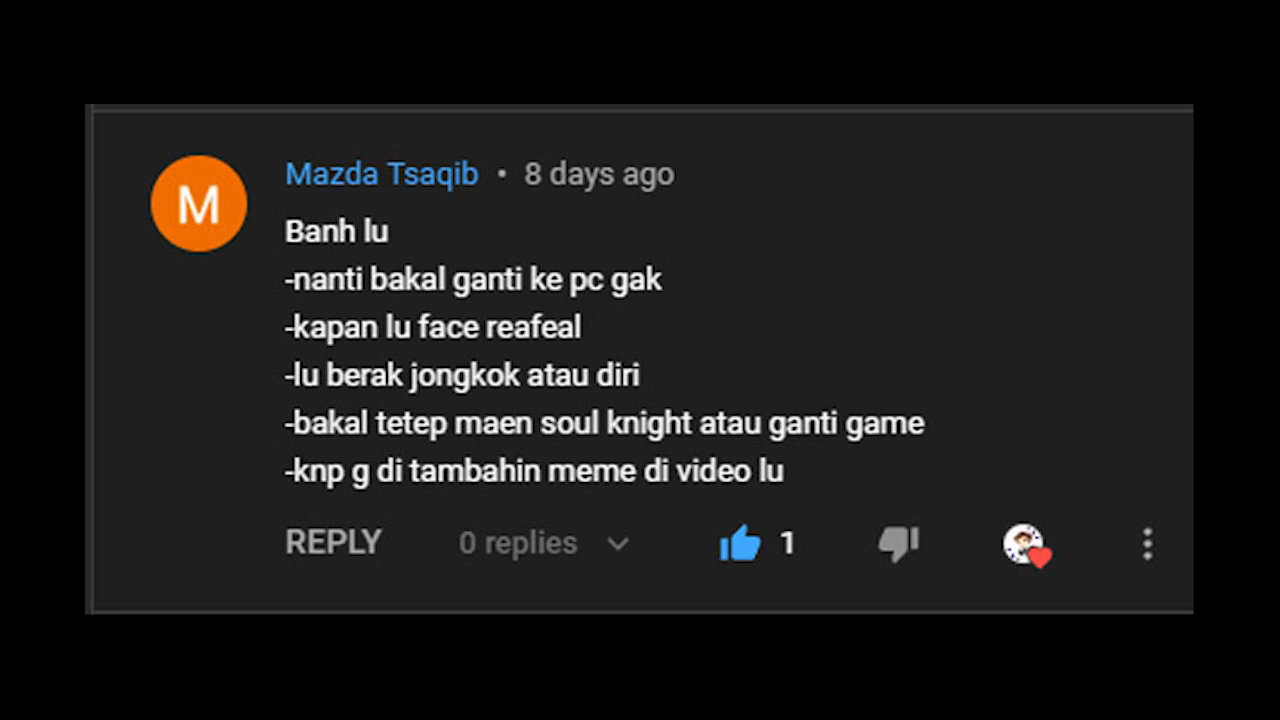 M
Mazda Tsaqib • 8 days ago
Banh lu
-nanti bakal ganti ke pc gak
-kapan lu face reafeal
-lu berak jongkok atau diri
-bakal tetep maen soul knight atau ganti game
-knp g di tambahin meme di video lu
REPLY 0 replies 1